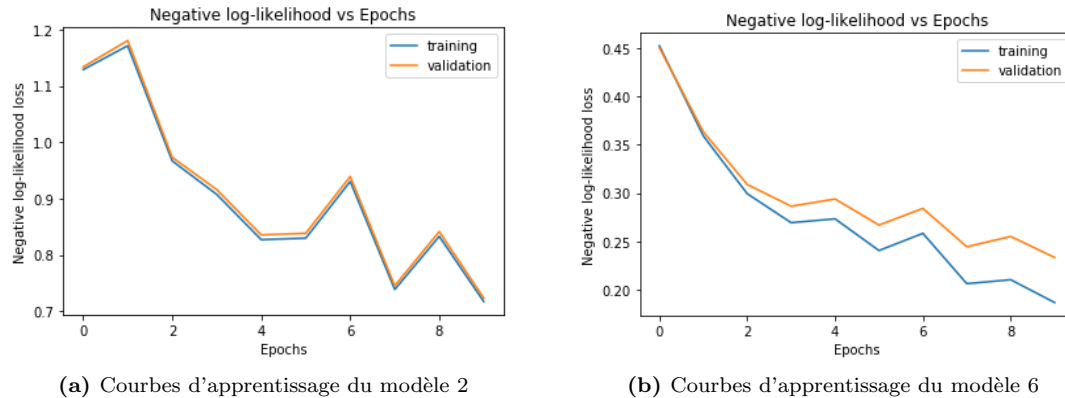 Negative log-likelihood vs Epochs
1.2
1.1
1.0
0.9
0.8
0.7
Negative log-likelihood loss
training
validation
0 2 4 6 8
Epochs
(a) Courbes d'apprentissage du modèle 2
Negative log-likelihood vs Epochs
0.45
0.40
0.35
0.30
0.25
0.20
Negative log-likelihood loss
training
validation
0 2 4 6 8
Epochs
(b) Courbes d'apprentissage du modèle 6